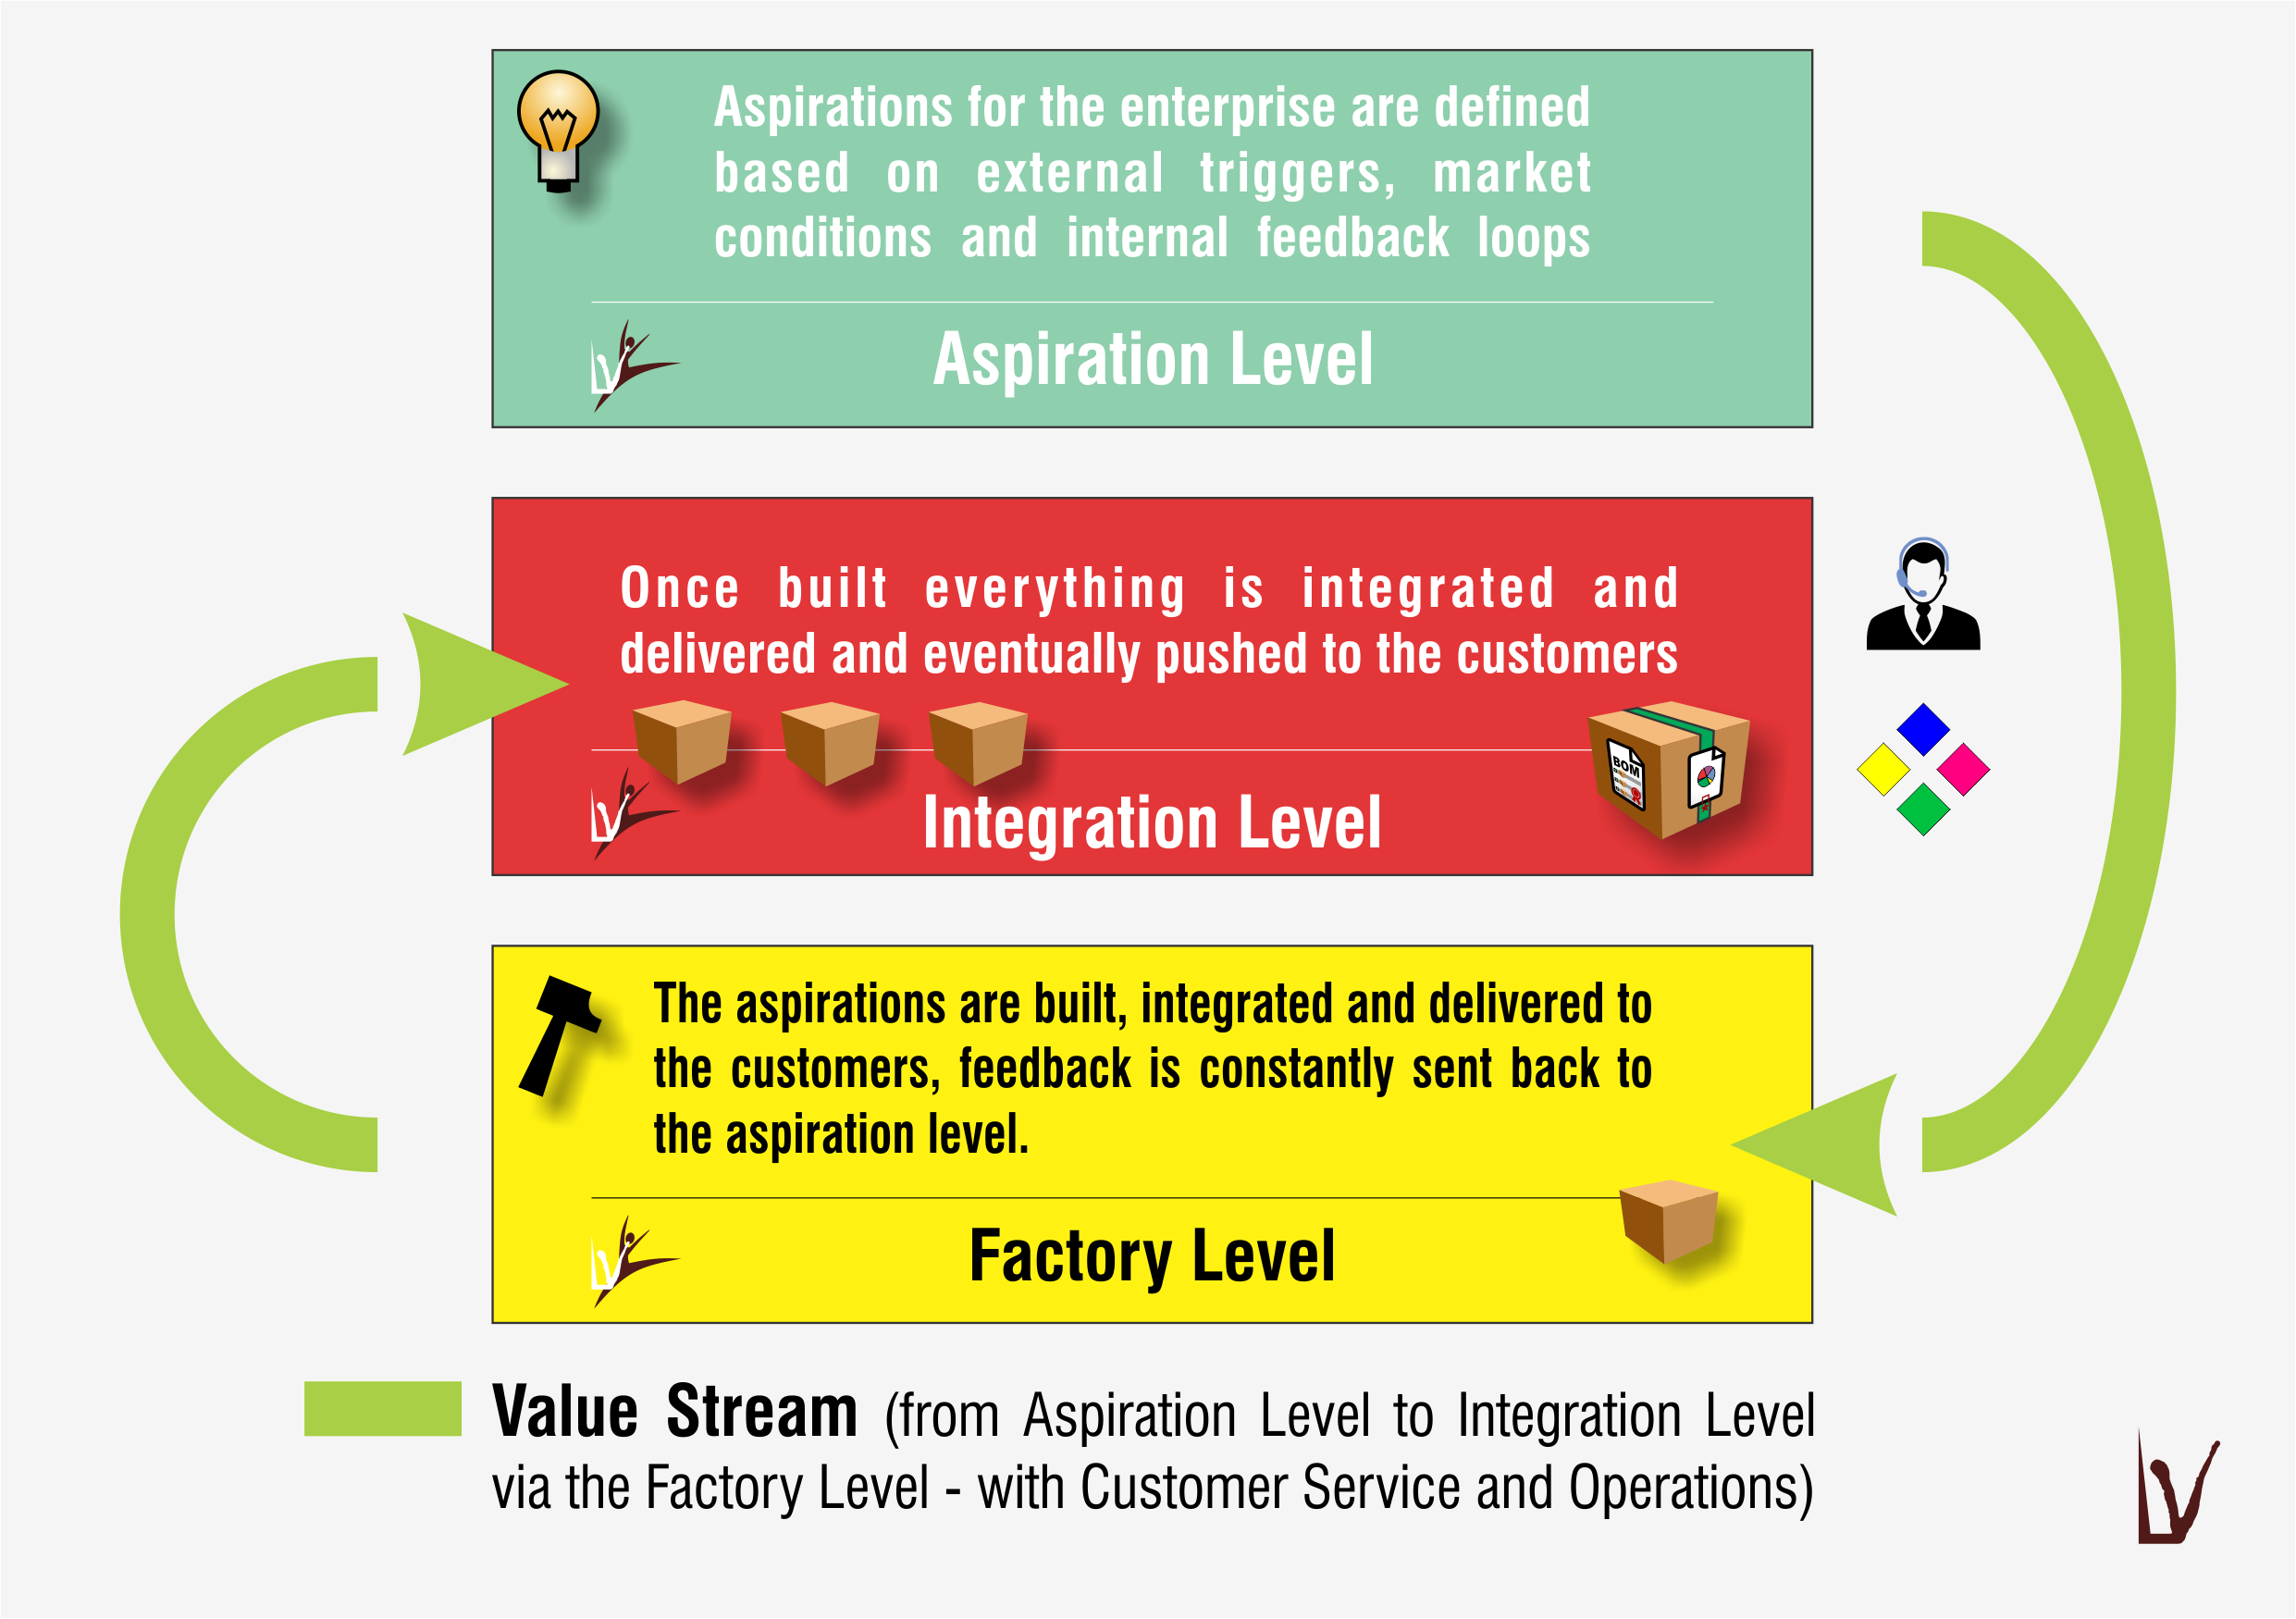 Aspirations for the enterprise are defined
based on external triggers, market
conditions and internal feedback loops
Aspiration Level
Once built everything is integrated and
delivered and eventually pushed to the customers
BOM
Integration Level
The aspirations are built, integrated and delivered to
the customers, feedback is constantly sent back to
the aspiration level.
Factory Level
Value Stream (from Aspiration Level to Integration Level
via the Factory Level - with Customer Service and Operations)